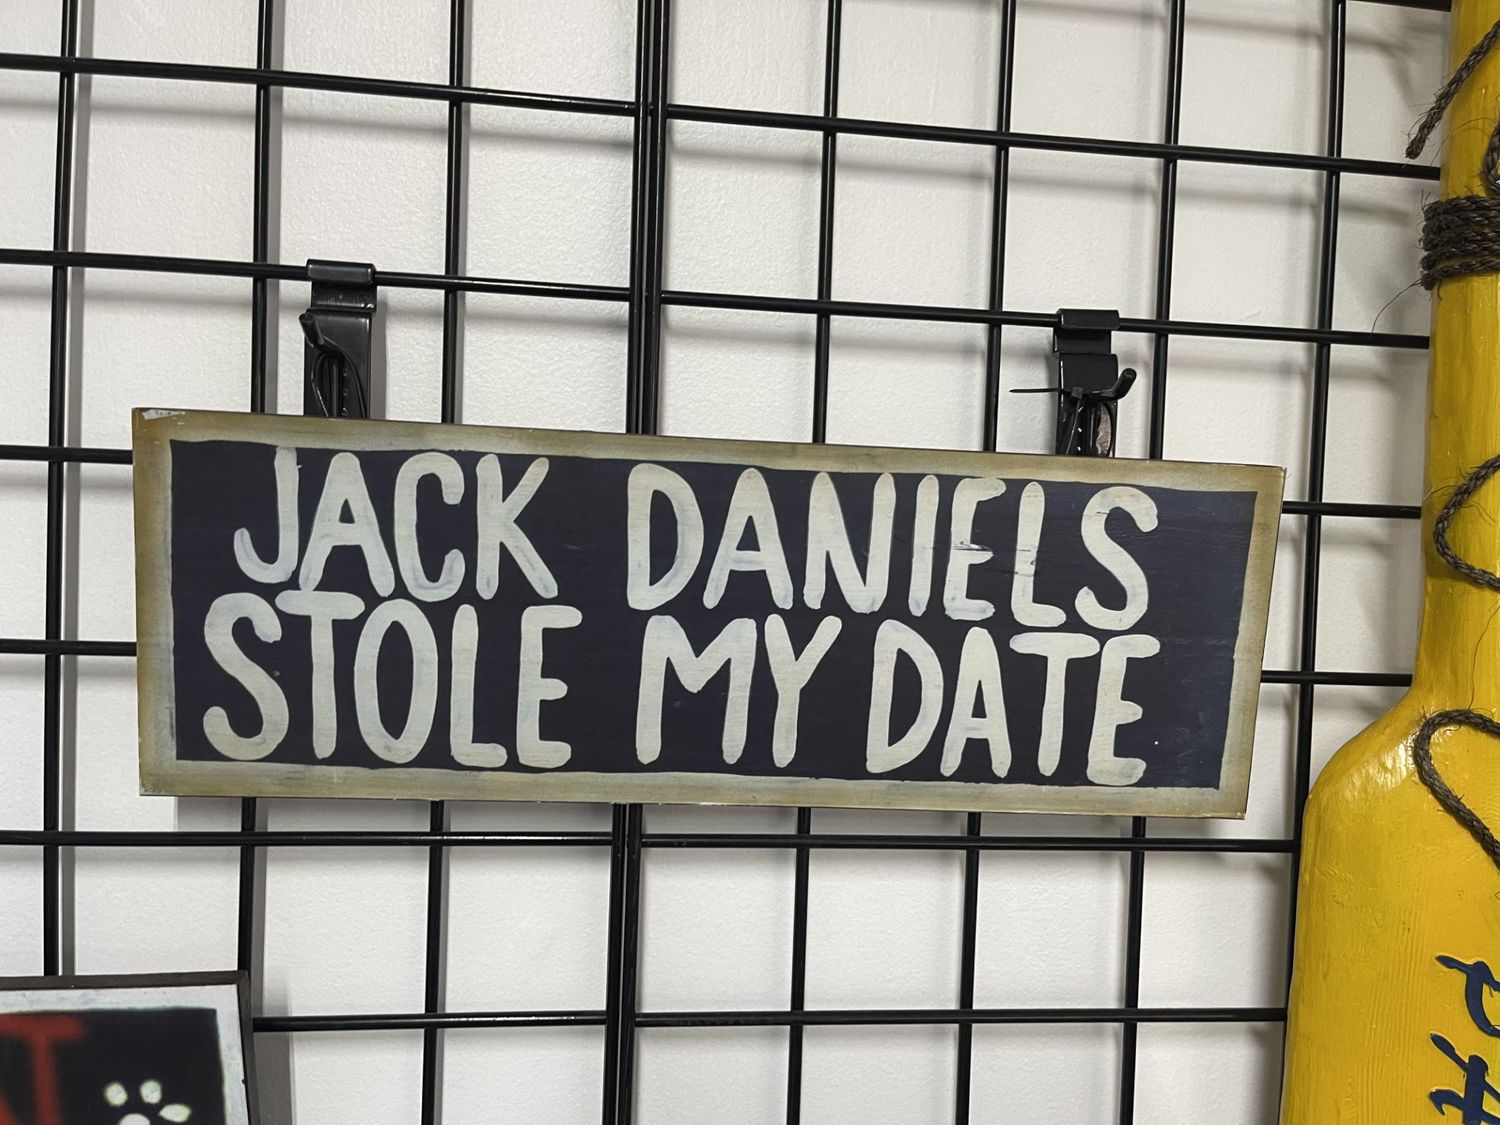 JACK DANIELS
STOLE MY DATE